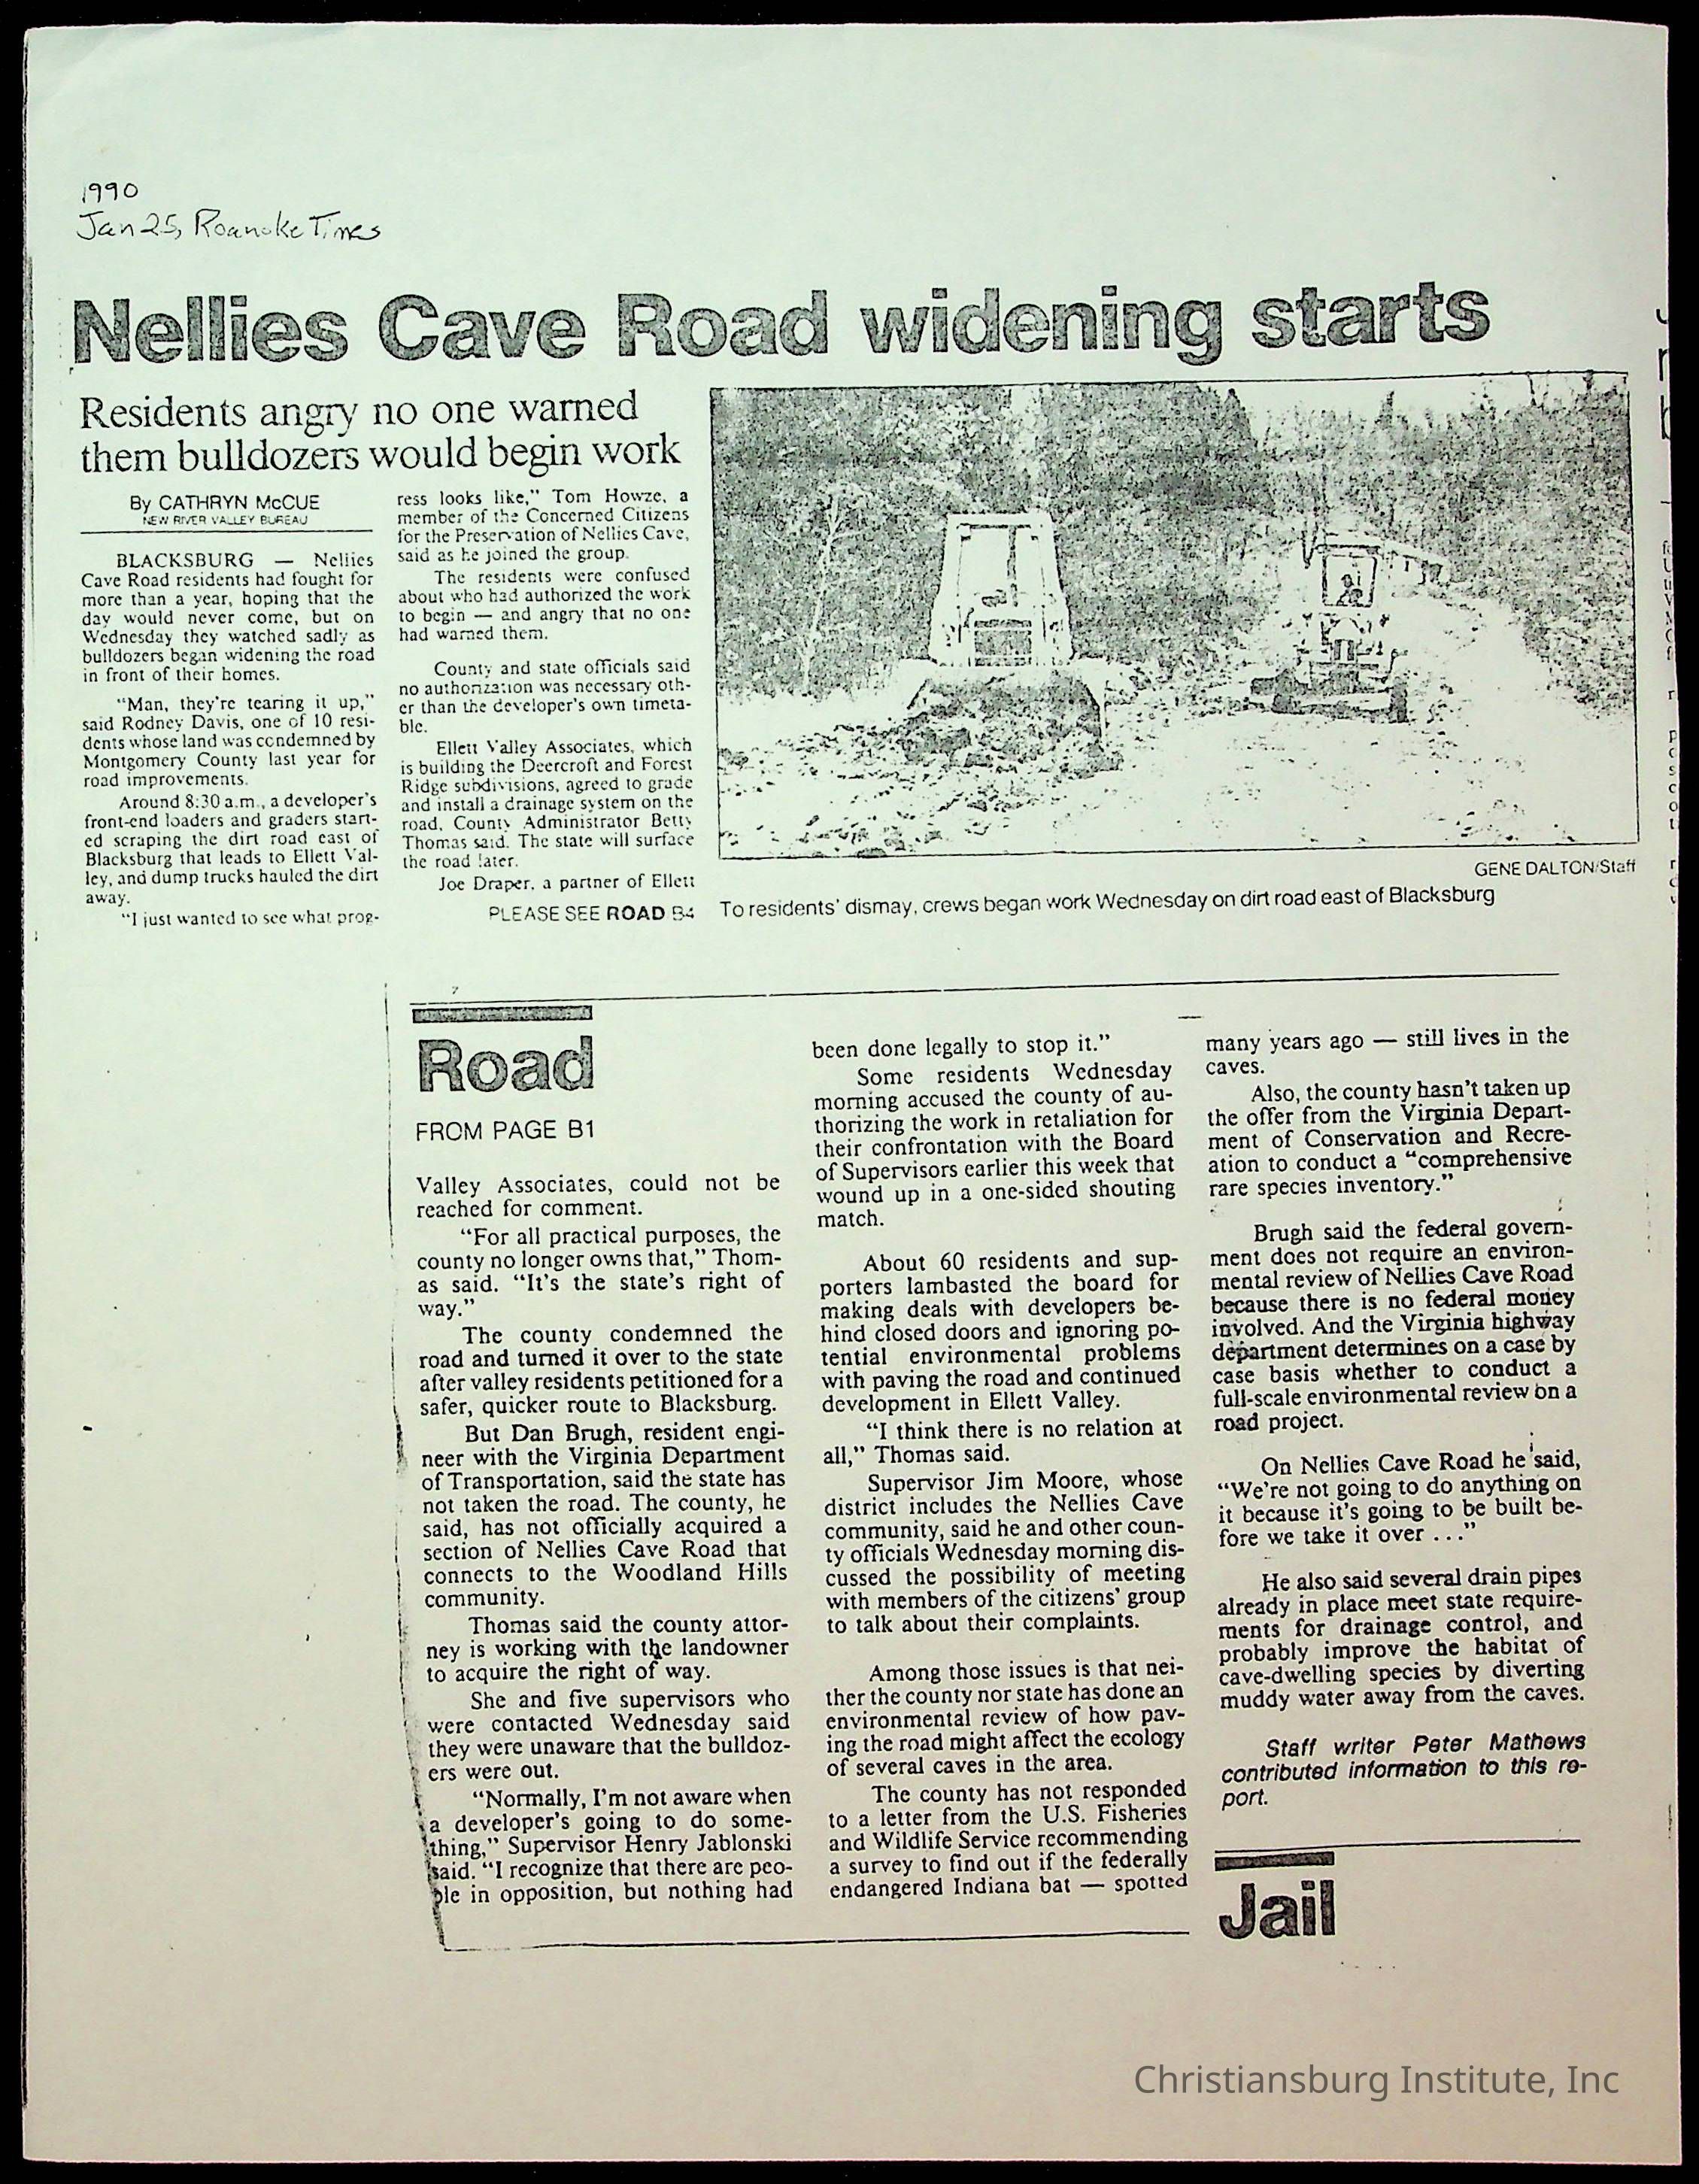 1990
Jan 25, Roanoke Times
Nellies Cave Road widening starts
Residents angry no one warned
them bulldozers would begin work
By CATHRYN McCUE
NEW RIVER VALLEY BUREAU
BLACKSBURG — Nellies
Cave Road residents had fought for
more than a year, hoping that the
day would never come, but on
Wednesday they watched sadly as
bulldozers began widening the road
in front of their homes.
“Man, they're tearing it up,”
said Rodney Davis, one of 10 resi-
dents whose land was condemned by
Montgomery County last year for
road improvements.
Around 8:30 a.m., a developer's
front-end loaders and graders start-
ed scraping the dirt road east of
Blacksburg that leads to Ellett Val-
ley, and dump trucks hauled the dirt
away.
“I just wanted to see what prog-
ress looks like,” Tom Howze, a
member of the Concerned Citizens
for the Preservation of Nellies Cave,
said as he joined the group.
The residents were confused
about who had authorized the work
to begin — and angry that no one
had warned them.
County and state officials said
no authorization was necessary oth-
er than the developer's own timeta-
ble.
Ellett Valley Associates, which
is building the Deercroft and Forest
Ridge subdivisions, agreed to grade
and install a drainage system on the
road, County Administrator Betty
Thomas said. The state will surface
the road later.
Joe Draper, a partner of Ellett
PLEASE SEE ROAD B4
GENE DALTON/Staff
To residents' dismay, crews began work Wednesday on dirt road east of Blacksburg
Road
FROM PAGE B1
Valley Associates, could not be
reached for comment.
“For all practical purposes, the
county no longer owns that,” Thom-
as said. “It's the state's right of
way.”
The county condemned the
road and turned it over to the state
after valley residents petitioned for a
safer, quicker route to Blacksburg.
But Dan Brugh, resident engi-
neer with the Virginia Department
of Transportation, said the state has
not taken the road. The county, he
said, has not officially acquired a
section of Nellies Cave Road that
connects to the Woodland Hills
community.
Thomas said the county attor-
ney is working with the landowner
to acquire the right of way.
She and five supervisors who
were contacted Wednesday said
they were unaware that the bulldoz-
ers were out.
“Normally, I'm not aware when
a developer's going to do some-
thing,” Supervisor Henry Jablonski
said. “I recognize that there are peo-
ple in opposition, but nothing had
been done legally to stop it.”
Some residents Wednesday
morning accused the county of au-
thorizing the work in retaliation for
their confrontation with the Board
of Supervisors earlier this week that
wound up in a one-sided shouting
match.
About 60 residents and sup-
porters lambasted the board for
making deals with developers be-
hind closed doors and ignoring po-
tential environmental problems
with paving the road and continued
development in Ellett Valley.
“I think there is no relation at
all,” Thomas said.
Supervisor Jim Moore, whose
district includes the Nellies Cave
community, said he and other coun-
ty officials Wednesday morning dis-
cussed the possibility of meeting
with members of the citizens' group
to talk about their complaints.
Among those issues is that nei-
ther the county nor state has done an
environmental review of how pav-
ing the road might affect the ecology
of several caves in the area.
The county has not responded
to a letter from the U.S. Fisheries
and Wildlife Service recommending
a survey to find out if the federally
endangered Indiana bat — spotted
many years ago — still lives in the
caves.
Also, the county hasn't taken up
the offer from the Virginia Depart-
ment of Conservation and Recre-
ation to conduct a “comprehensive
rare species inventory.”
Brugh said the federal govern-
ment does not require an environ-
mental review of Nellies Cave Road
because there is no federal money
involved. And the Virginia highway
department determines on a case by
case basis whether to conduct a
full-scale environmental review on a
road project.
On Nellies Cave Road he said,
“We're not going to do anything on
it because it's going to be built be-
fore we take it over . . .”
He also said several drain pipes
already in place meet state require-
ments for drainage control, and
probably improve the habitat of
cave-dwelling species by diverting
muddy water away from the caves.
Staff writer Peter Mathews
contributed information to this re-
port.
Jail
Christiansburg Institute, Inc